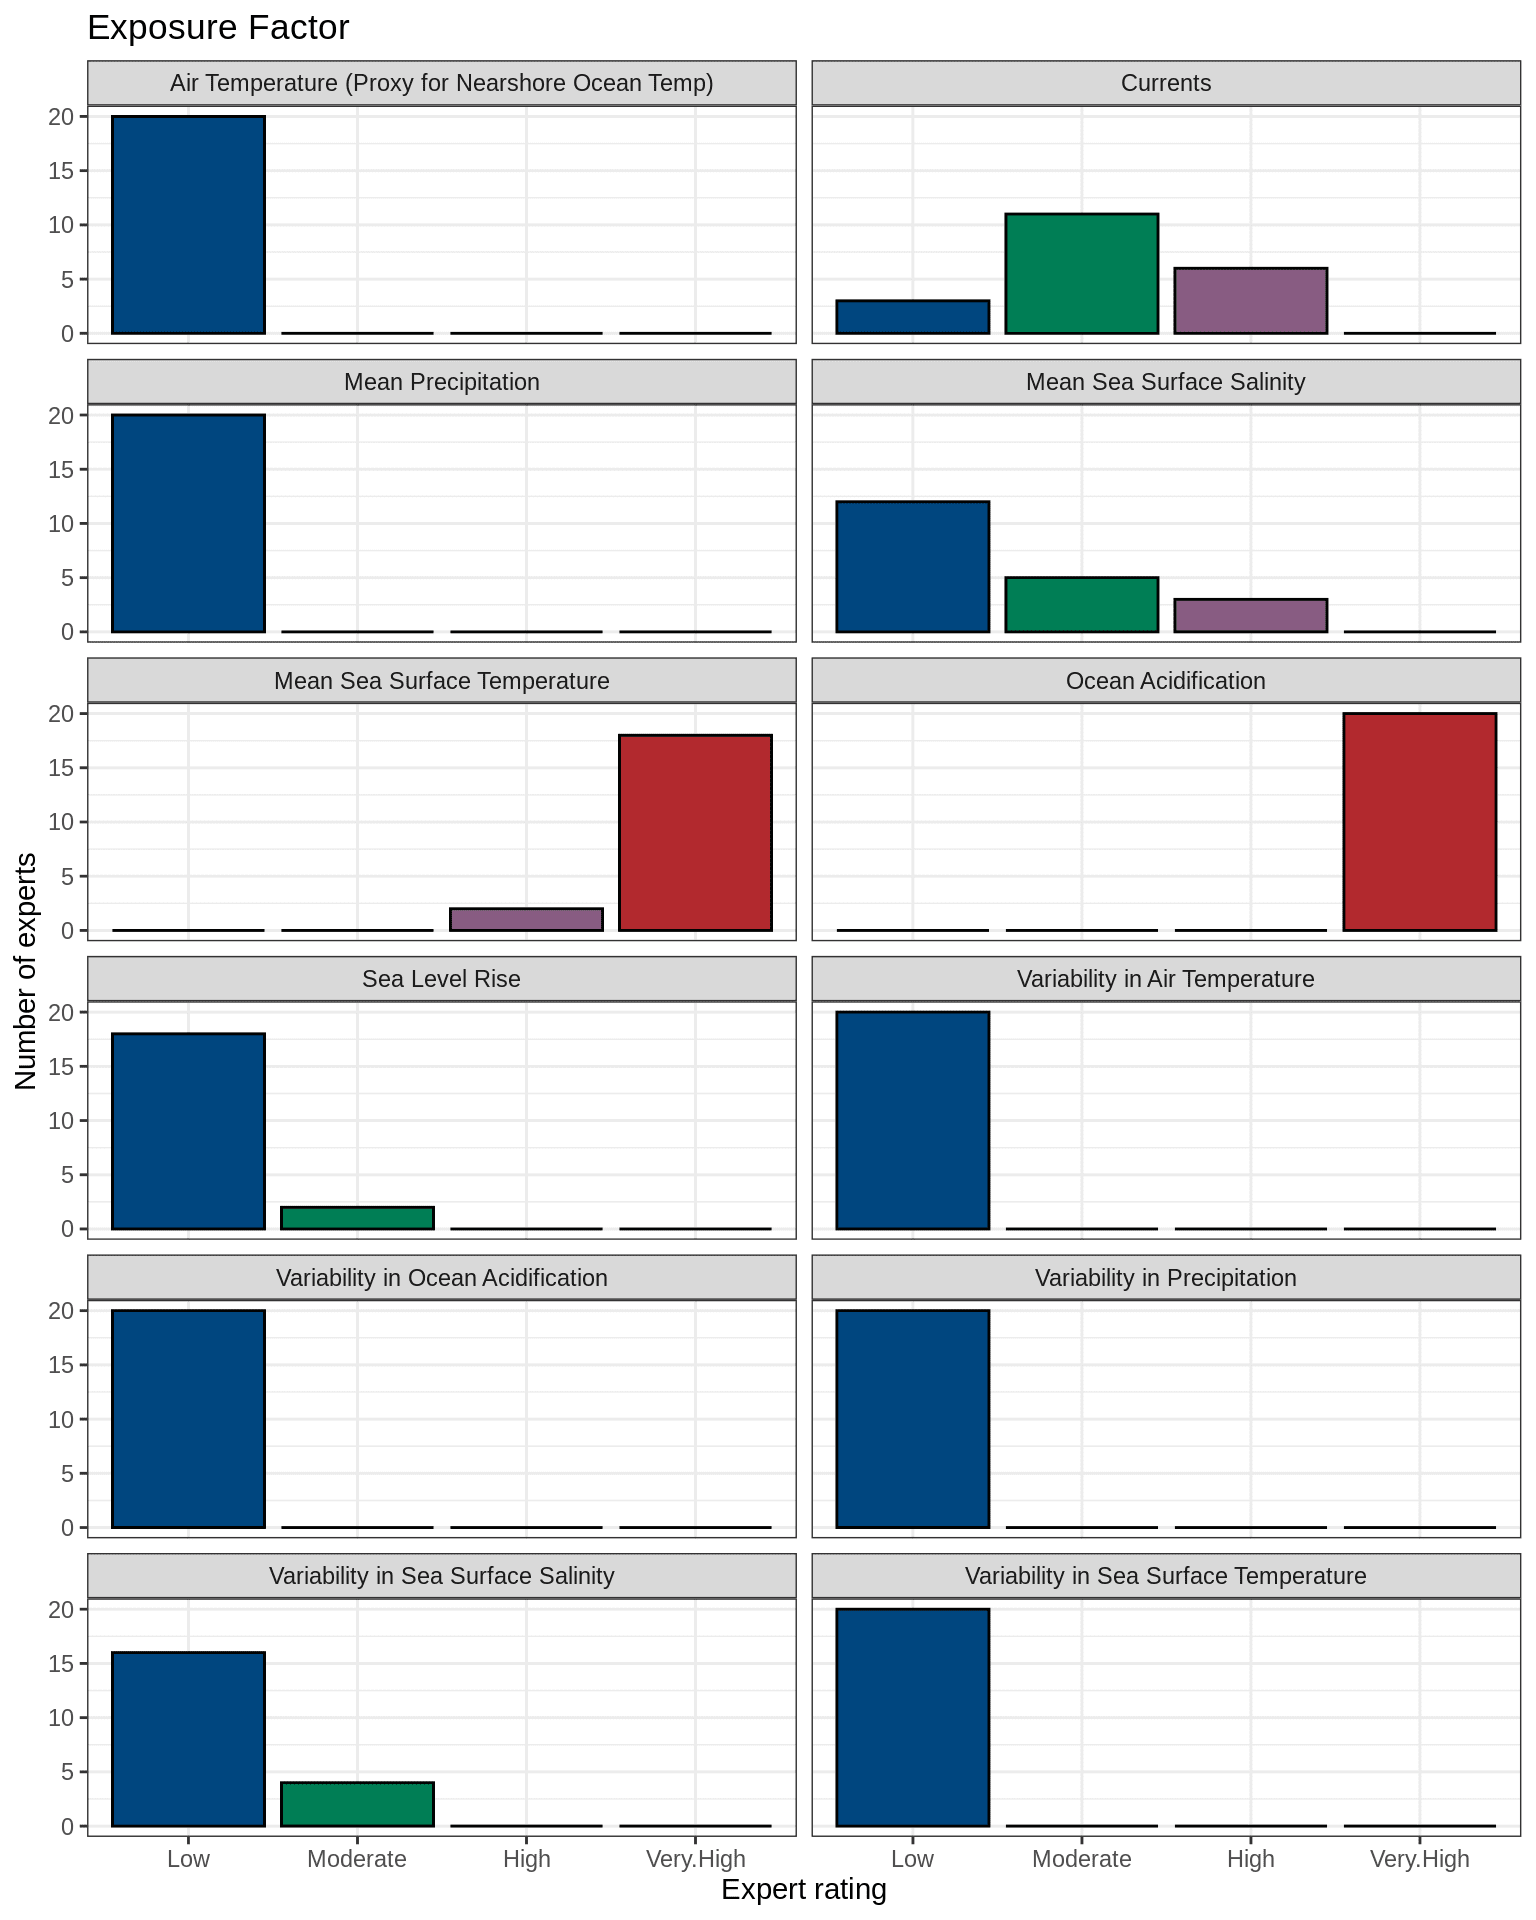 Exposure Factor
Air Temperature (Proxy for Nearshore Ocean Temp)
Currents
20
15
10
5
0
Mean Precipitation
Mean Sea Surface Salinity
20
15
10
5
0
Mean Sea Surface Temperature
Ocean Acidification
20
15
10
5
0
Number of experts
Sea Level Rise
Variability in Air Temperature
20
15
10
5
0
Variability in Ocean Acidification
Variability in Precipitation
20
15
10
5
0
Variability in Sea Surface Salinity
Variability in Sea Surface Temperature
20
15
10
5
0
Low Moderate High Very.High Low Moderate High Very.High
Expert rating